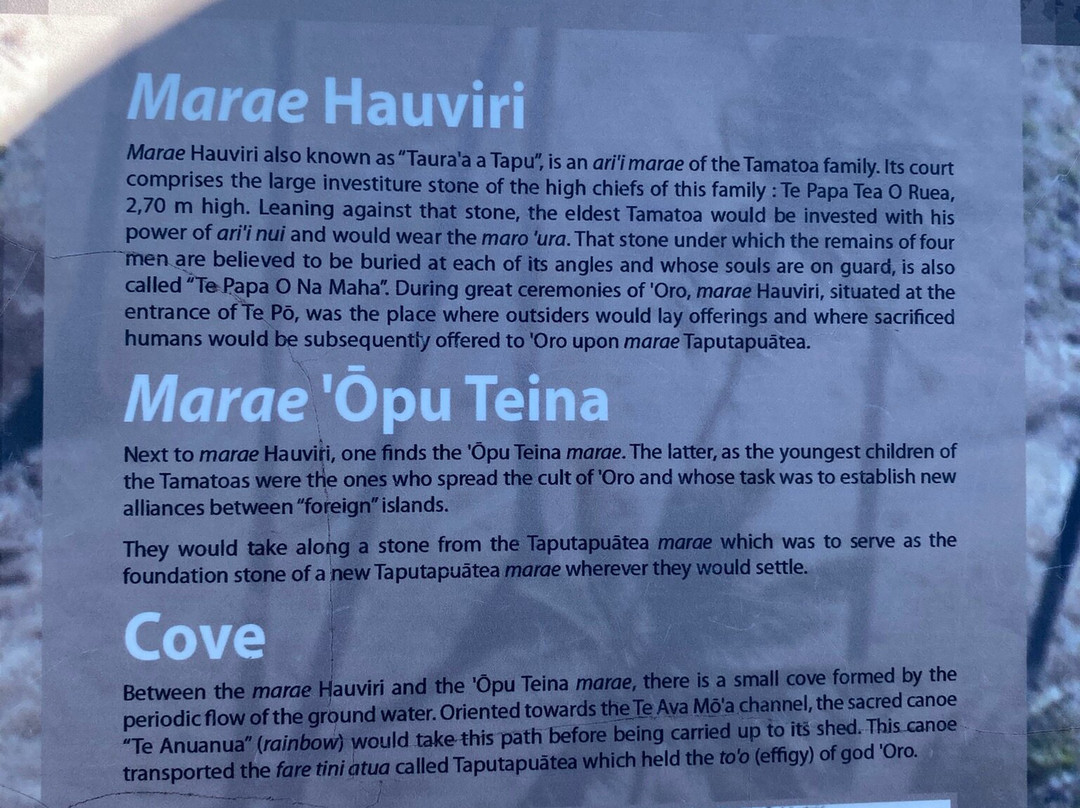 Marae Hauviri
Marae Hauviri also known as “Taura'a a Tapu”, is an ari'i marae of the Tamatoa family. Its court
comprises the large investiture stone of the high chiefs of this family : Te Papa Tea O Ruea,
2,70 m high. Leaning against that stone, the eldest Tamatoa would be invested with his
power of ari'i nui and would wear the maro 'ura. That stone under which the remains of four
men are believed to be buried at each of its angles and whose souls are on guard, is also
called “Te Papa O Na Maha”. During great ceremonies of 'Oro, marae Hauviri, situated at the
entrance of Te Pō, was the place where outsiders would lay offerings and where sacrificed
humans would be subsequently offered to 'Oro upon marae Taputapuātea.
Marae 'Ōpu Teina
Next to marae Hauviri, one finds the 'Ōpu Teina marae. The latter, as the youngest children of
the Tamatoas were the ones who spread the cult of 'Oro and whose task was to establish new
alliances between “foreign” islands.
They would take along a stone from the Taputapuātea marae which was to serve as the
foundation stone of a new Taputapuātea marae wherever they would settle.
Cove
Between the marae Hauviri and the 'Ōpu Teina marae, there is a small cove formed by the
periodic flow of the ground water. Oriented towards the Te Ava Mō'a channel, the sacred canoe
“Te Anuanua” (rainbow) would take this path before being carried up to its shed. This canoe
transported the fare tini atua called Taputapuātea which held the to'o (effigy) of god 'Oro.